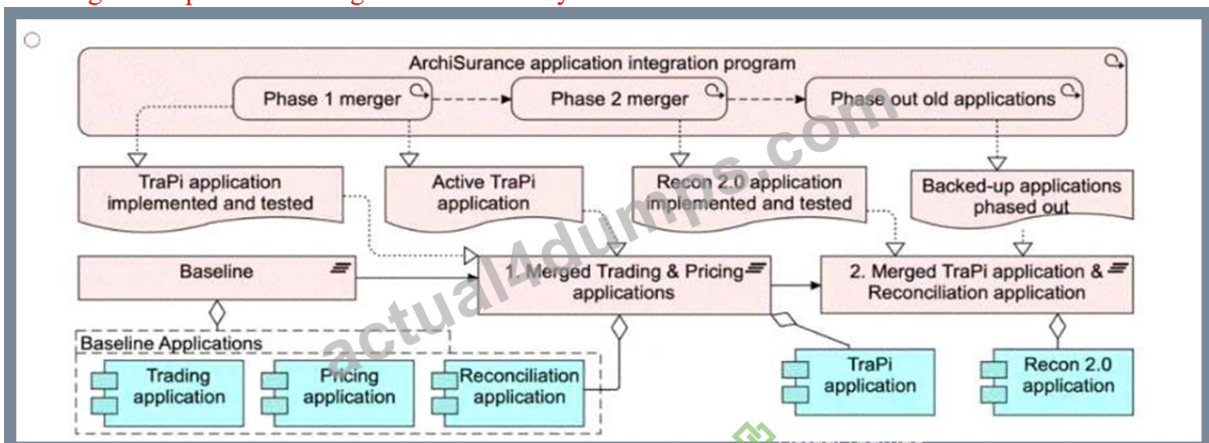 ArchiSurance application integration program
Phase 1 merger
Phase 2 merger
Phase out old applications
TraPi application
implemented and tested
Active TraPi
application
Recon 2.0 application
implemented and tested
Backed-up applications
phased out
Baseline
1. Merged Trading & Pricing
applications
2. Merged TraPi application &
Reconciliation application
Baseline Applications
Trading
application
Pricing
application
Reconciliation
application
TraPi
application
Recon 2.0
application
actual4dumps.com